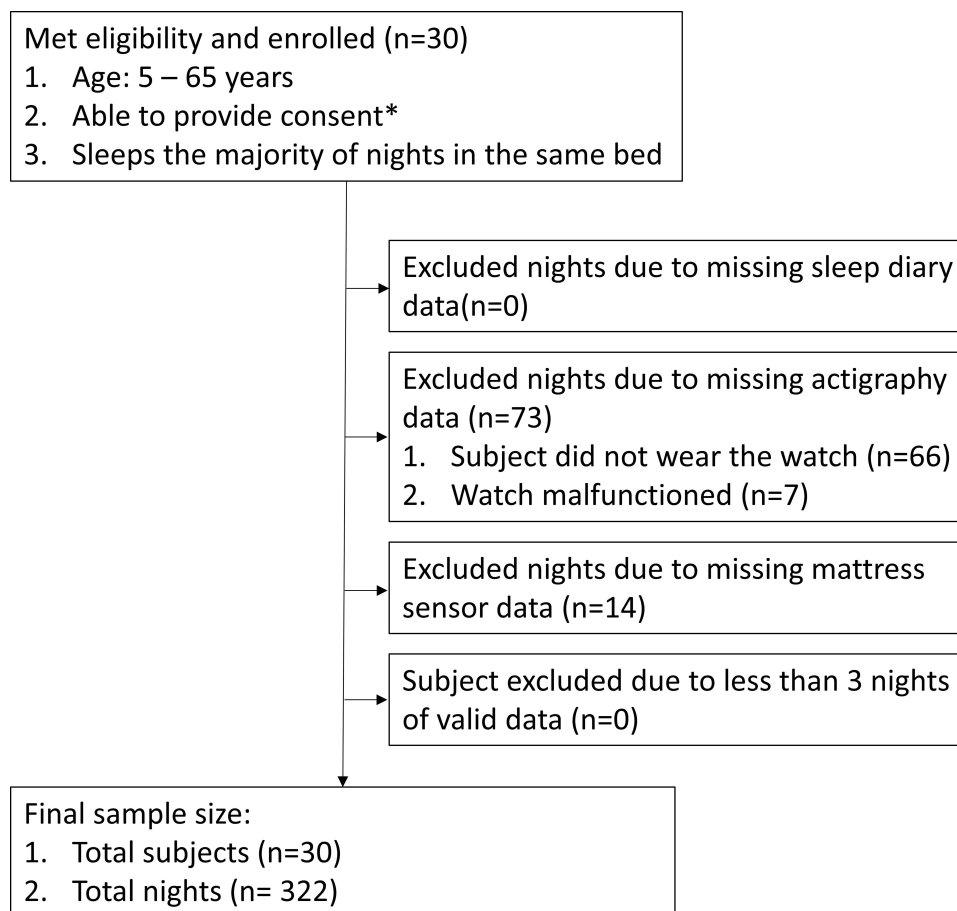 Met eligibility and enrolled (n=30)
1. Age: 5 – 65 years
2. Able to provide consent*
3. Sleeps the majority of nights in the same bed
Excluded nights due to missing sleep diary
data(n=0)
Excluded nights due to missing actigraphy
data (n=73)
1. Subject did not wear the watch (n=66)
2. Watch malfunctioned (n=7)
Excluded nights due to missing mattress
sensor data (n=14)
Subject excluded due to less than 3 nights
of valid data (n=0)
Final sample size:
1. Total subjects (n=30)
2. Total nights (n= 322)